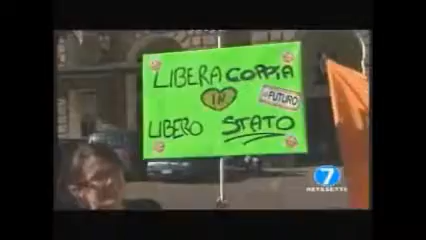 LIBERA COPPIA
IN
FUTURO
LIBERO STATO
7
RETESETTE